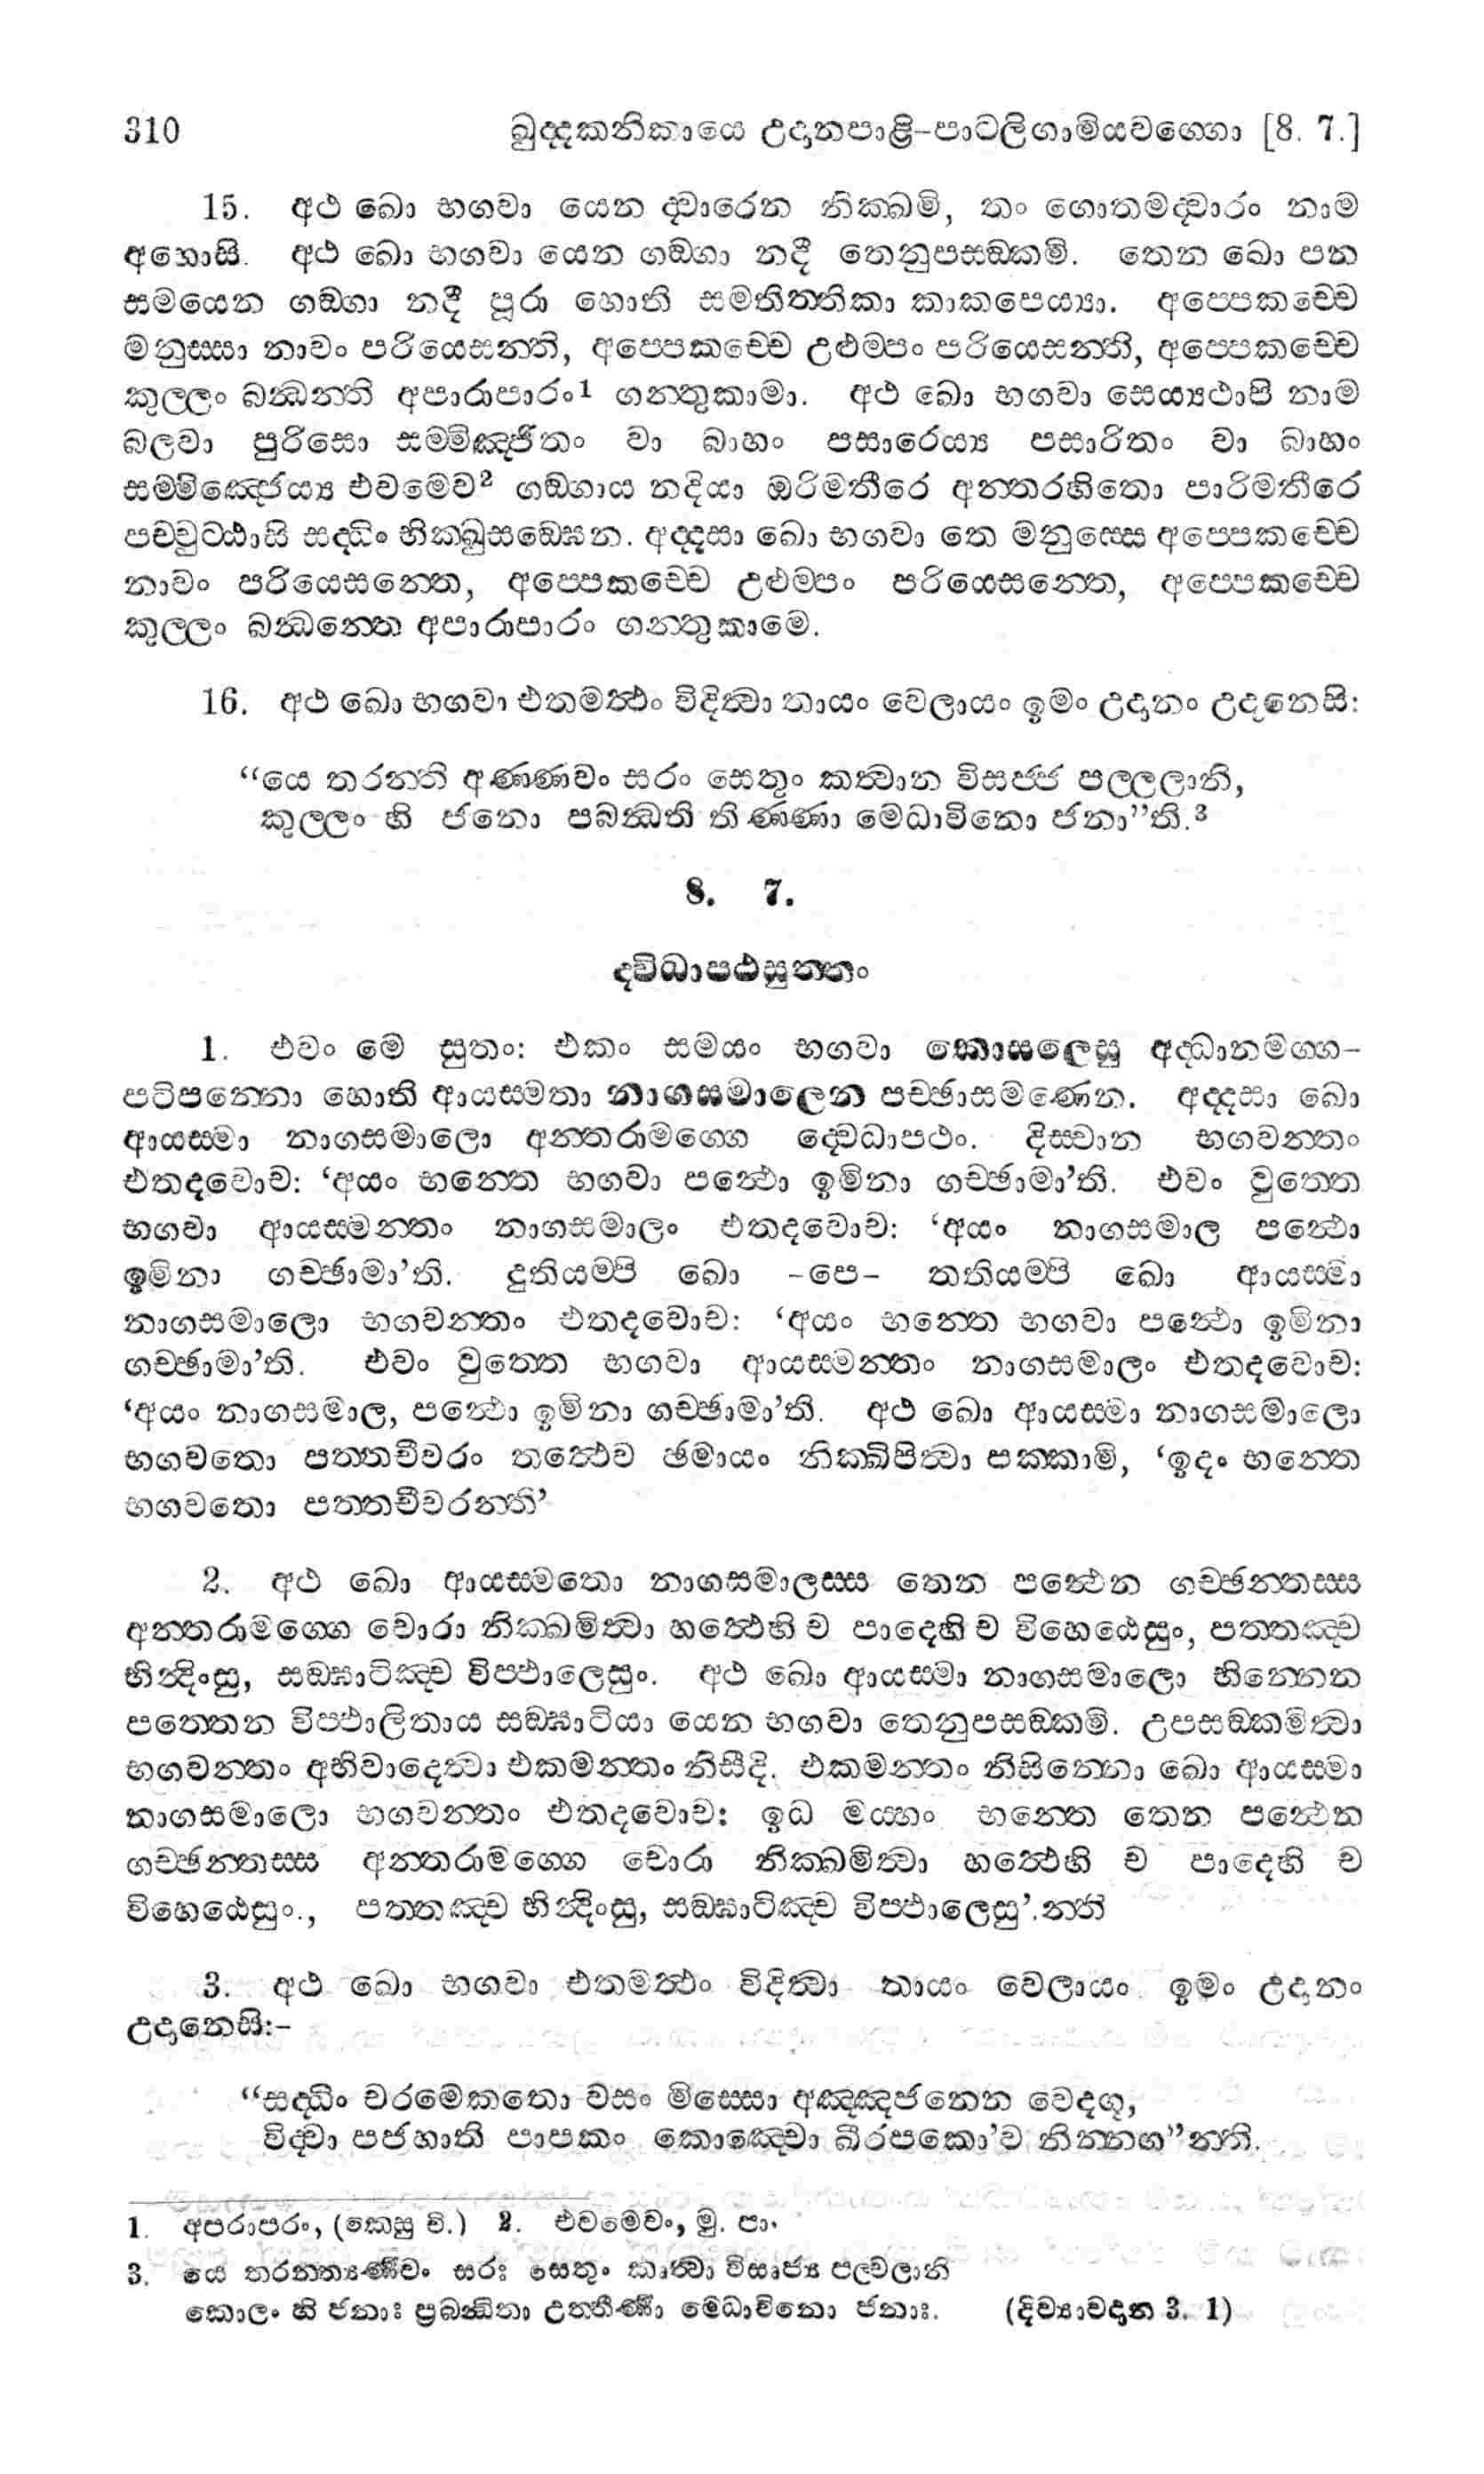 310 ඛුද්දකනිකායෙ උදානපාළි-පාටලිගාමියවග්ගො [8. 7.]
15. අථ ඛො භගවා යෙන ද්වාරෙන නික්ඛමි, තං ගොතමද්වාරං නාම
අහොසි. අථ ඛො භගවා යෙන ගඞ්ගා නදී තෙනුපසඞ්කමි. තෙන ඛො පන
සමයෙන ගඞ්ගා නදී පූරා හොති සමතිත්තිකා කාකපෙය්‍යා. අප්පෙකච්චෙ
මනුස්සා නාවං පරියෙසන්ති, අප්පෙකච්චෙ උළුම්පං පරියෙසන්ති, අප්පෙකච්චෙ
කුල්ලං බන්ධන්ති අපාරාපාරං1 ගන්තුකාමා. අථ ඛො භගවා සෙය්‍යථාපි නාම
බලවා පුරිසො සම්මිඤ්ජිතං වා බාහං පසාරෙය්‍ය පසාරිතං වා බාහං
සම්මිඤ්ජෙය්‍ය එවමෙව2 ගඞ්ගාය නදියා ඔරිමතීරෙ අන්තරහිතො පාරිමතීරෙ
පච්චුට්ඨාසි සද්ධිං භික්ඛුසඞ්ඝෙන. අද්දසා ඛො භගවා තෙ මනුස්සෙ අප්පෙකච්චෙ
නාවං පරියෙසන්තෙ, අප්පෙකච්චෙ උළුම්පං පරියෙසන්තෙ, අප්පෙකච්චෙ
කුල්ලං බන්ධන්තෙ අපාරාපාරං ගන්තුකාමෙ.
16. අථ ඛො භගවා එතමත්ථං විදිත්වා තායං වෙලායං ඉමං උදානං උදානෙසි:
“යෙ තරන්ති අණ්ණවං සරං සෙතුං කත්වාන විසජ්ජ පල්ලලානි,
කුල්ලං හි ජනො පබන්ධති තිණ්ණා මෙධාවිනො ජනා”ති.3
8. 7.
ද්විධාපථසුත්තං
1. එවං මෙ සුතං: එකං සමයං භගවා කොසලෙසු අද්ධානමග්ග-
පටිපන්නො හොති ආයස්මතා නාගසමාලෙන පච්ඡාසමණෙන. අද්දසා ඛො
ආයස්මා නාගසමාලො අන්තරාමග්ගෙ ද්වෙධාපථං. දිස්වාන භගවන්තං
එතදවොච: ‘අයං භන්තෙ භගවා පන්ථො ඉමිනා ගච්ඡාමා’ති. එවං වුත්තෙ
භගවා ආයස්මන්තං නාගසමාලං එතදවොච: ‘අයං නාගසමාල පන්ථො
ඉමිනා ගච්ඡාමා’ති. දුතියම්පි ඛො -පෙ- තතියම්පි ඛො ආයස්මා
නාගසමාලො භගවන්තං එතදවොච: ‘අයං භන්තෙ භගවා පන්ථො ඉමිනා
ගච්ඡාමා’ති. එවං වුත්තෙ භගවා ආයස්මන්තං නාගසමාලං එතදවොච:
‘අයං නාගසමාල, පන්ථො ඉමිනා ගච්ඡාමා’ති. අථ ඛො ආයස්මා නාගසමාලො
භගවතො පත්තචීවරං තත්ථෙව ඡමායං නික්ඛිපිත්වා පක්කාමි, ‘ඉදං භන්තෙ
භගවතො පත්තචීවරන්ති’
2. අථ ඛො ආයස්මතො නාගසමාලස්ස තෙන පන්ථෙන ගච්ඡන්තස්ස
අන්තරාමග්ගෙ චොරා නික්ඛමිත්වා හත්ථෙහි ච පාදෙහි ච විහෙඨෙසුං, පත්තඤ්ච
භින්දිංසු, සඞ්ඝාටිඤ්ච විප්ඵාලෙසුං. අථ ඛො ආයස්මා නාගසමාලො භින්නෙන
පත්තෙන විප්ඵාලිතාය සඞ්ඝාටියා යෙන භගවා තෙනුපසඞ්කමි. උපසඞ්කමිත්වා
භගවන්තං අභිවාදෙත්වා එකමන්තං නිසීදි. එකමන්තං නිසින්නො ඛො ආයස්මා
නාගසමාලො භගවන්තං එතදවොච: ඉධ මය්හං භන්තෙ තෙන පන්ථෙන
ගච්ඡන්තස්ස අන්තරාමග්ගෙ චොරා නික්ඛමිත්වා හත්ථෙහි ච පාදෙහි ච
විහෙඨෙසුං., පත්තඤ්ච භින්දිංසු, සඞ්ඝාටිඤ්ච විප්ඵාලෙසු’.න්ති
3. අථ ඛො භගවා එතමත්ථං විදිත්වා තායං වෙලායං ඉමං උදානං
උදානෙසි:-
“සද්ධිං චරමෙකතො වසං මිස්සො අඤ්ඤජනෙන වෙදගූ,
විද්වා පජහාති පාපකං කොඤ්චො ඛීරපකො’ව නින්නග”න්ති.
1. අපරාපරං, (කෙසු චි.) 2. එවමෙවං, මු. පා.
3. යෙ තරන්ත්‍යර්ණවං සරඃ සෙතුං කෘත්වා විසෘජ්‍ය පල්වලානි
කොලං හි ජනාඃ ප්‍රබන්ධිතා උත්තීර්ණා මෙධාවිනො ජනාඃ. (දිව්‍යාවදාන 3. 1)